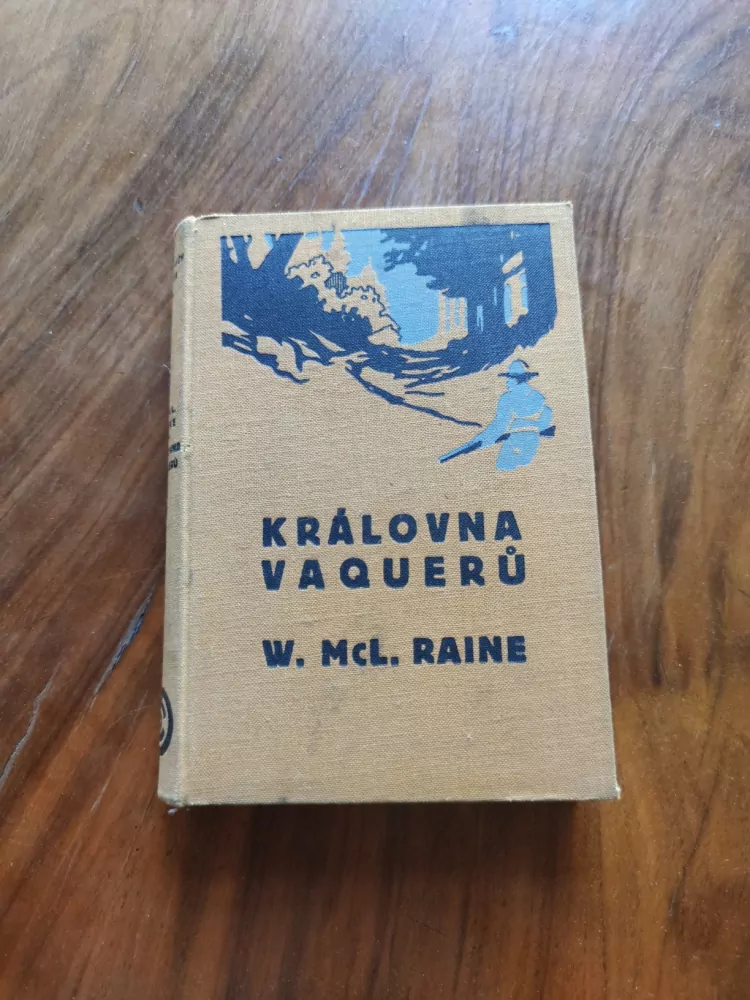 KRÁLOVNA
VAQUERŮ
W. McL. RAINE